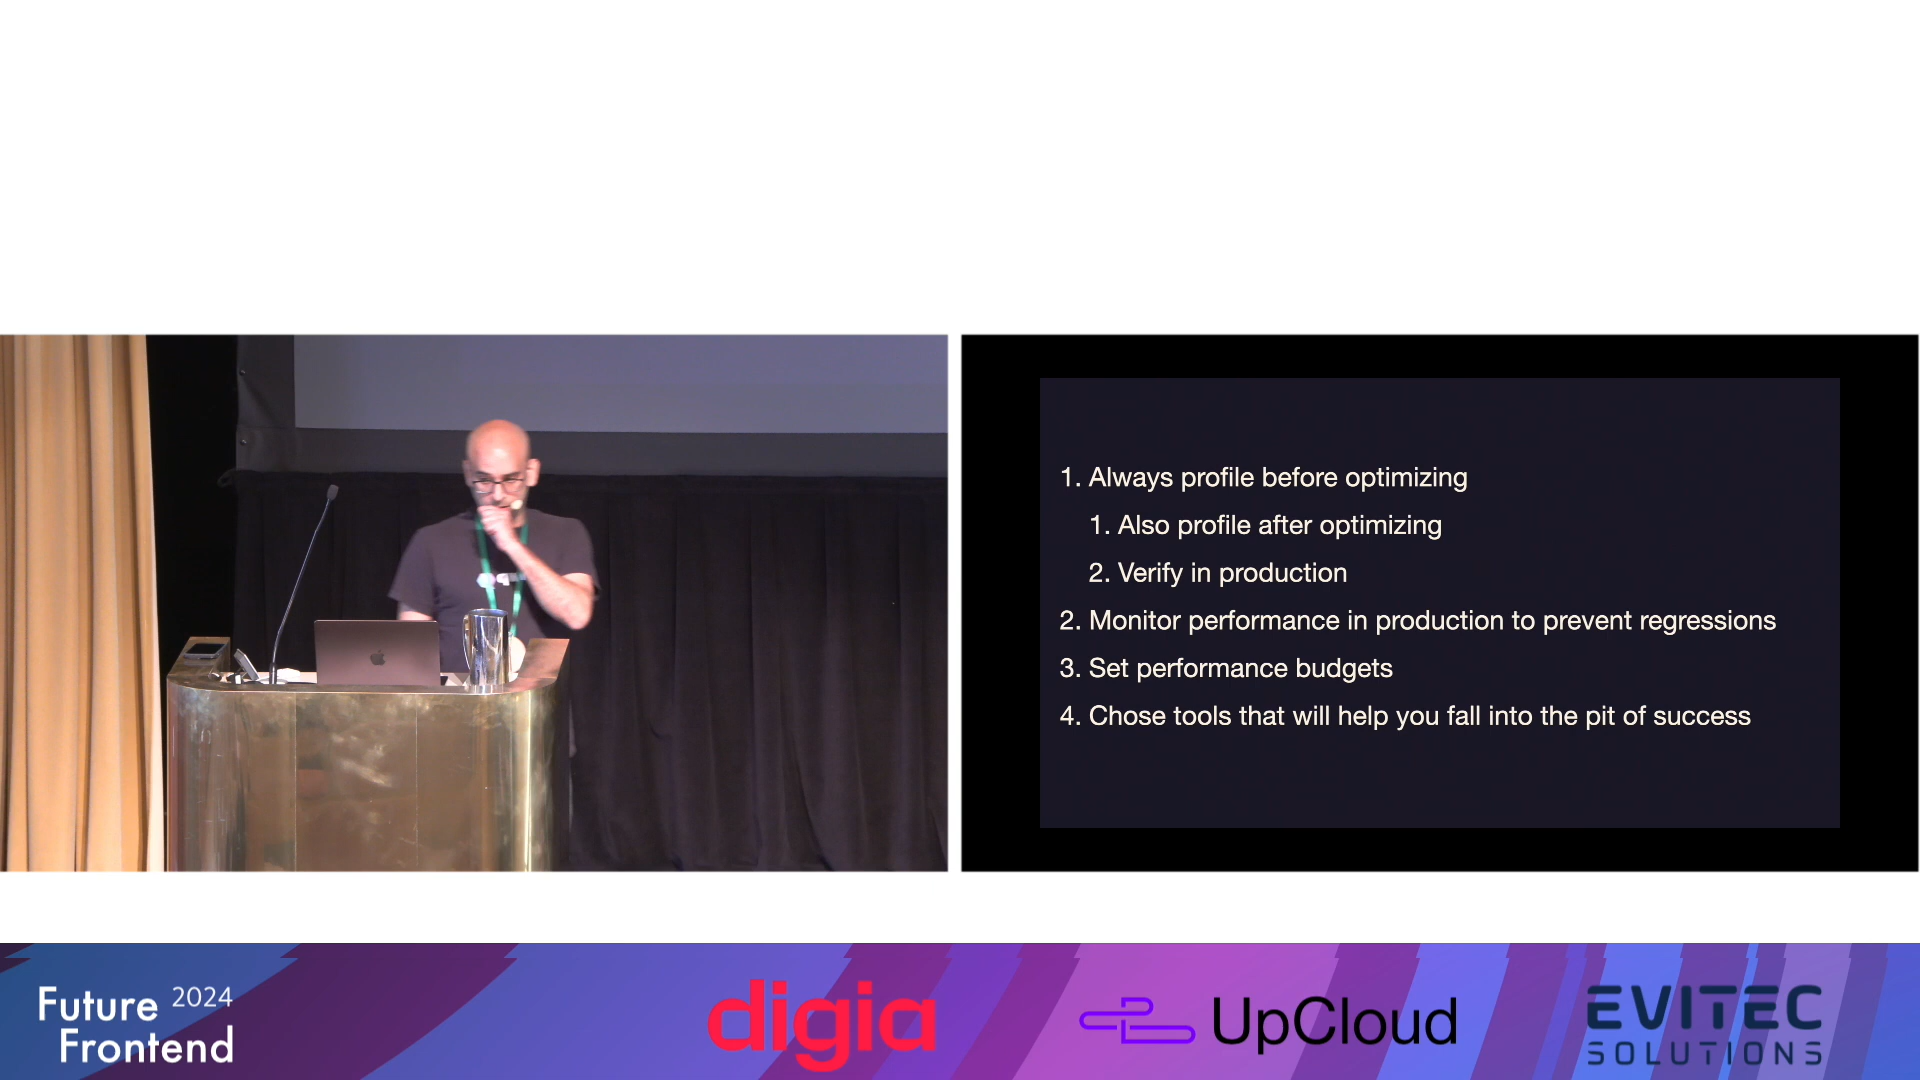 1. Always profile before optimizing
1. Also profile after optimizing
2. Verify in production
2. Monitor performance in production to prevent regressions
3. Set performance budgets
4. Chose tools that will help you fall into the pit of success
Future 2024
Frontend
digia
UpCloud
EVITEC
SOLUTIONS